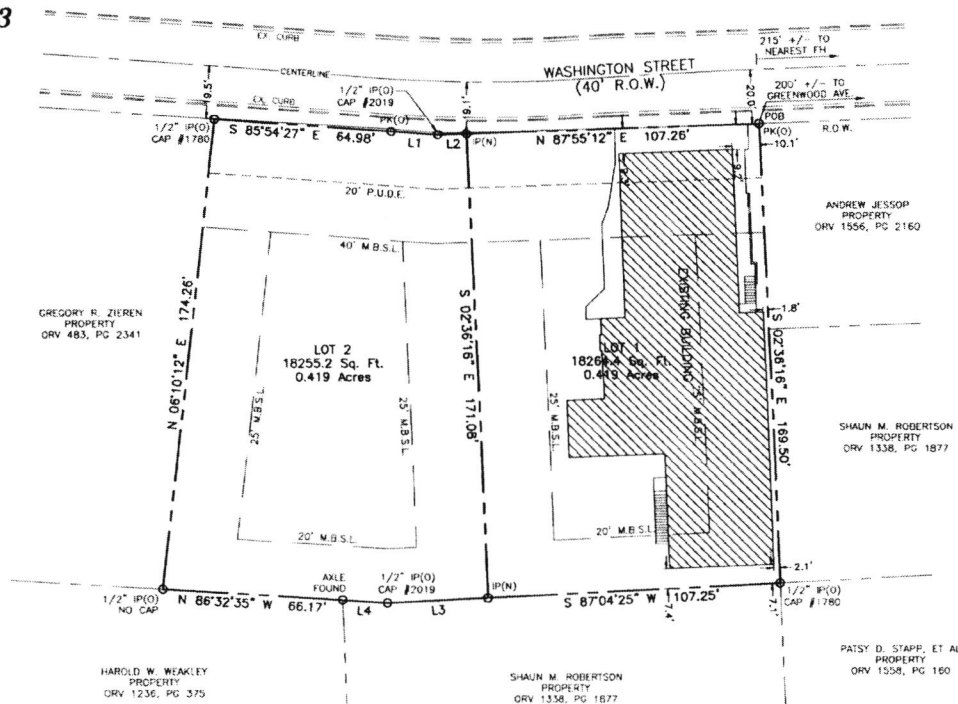 3
EX. CURB
215' +/- TO
NEAREST FH
CENTERLINE
WASHINGTON STREET
(40' R.O.W.)
200' +/- TO
GREENWOOD AVE.
1/2" IP(O)
CAP #2019
EX. CURB
20.0'
POB
PK(O)
R.O.W.
1/2" IP(O)
CAP #1780
S 85°54'27" E 64.98'
PK(O)
L1
L2
IP(N)
N 87°55'12" E 107.26'
10.1'
20' P.U.D.E.
ANDREW JESSOP
PROPERTY
ORV 1556, PG 2160
40' M.B.S.L.
GREGORY R. ZIEREN
PROPERTY
ORV 483, PG 2341
N 06°10'12" E 174.26'
25' M.B.S.L.
LOT 2
18255.2 Sq. Ft.
0.419 Acres
25' M.B.S.L.
S 02°36'16" E 171.08'
25' M.B.S.L.
LOT 1
18264.4 Sq. Ft.
0.419 Acres
EXISTING BUILDING
M.B.S.L.
1.8'
S 02°36'16" E 169.50'
SHAUN M. ROBERTSON
PROPERTY
ORV 1338, PG 1877
20' M.B.S.L.
20' M.B.S.L.
2.1'
1/2" IP(O)
NO CAP
N 86°32'35" W 66.17'
AXLE
FOUND
L4
1/2" IP(O)
CAP #2019
L3
IP(N)
S 87°04'25" W 107.25'
7.4'
7.1'
1/2" IP(O)
CAP #1780
HAROLD W. WEAKLEY
PROPERTY
ORV 1236, PG 375
SHAUN M. ROBERTSON
PROPERTY
ORV 1338, PG 1677
PATSY D. STAPP, ET AL
PROPERTY
ORV 1558, PG 160